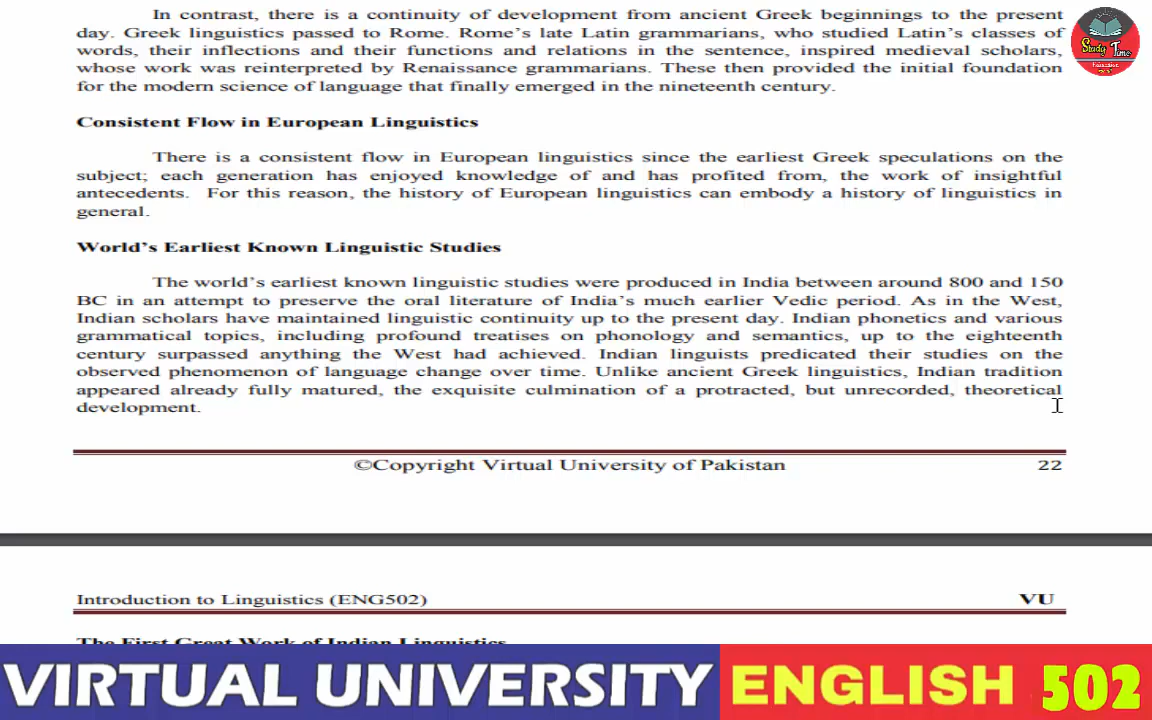 In contrast, there is a continuity of development from ancient Greek beginnings to the present
day. Greek linguistics passed to Rome. Rome's late Latin grammarians, who studied Latin's classes of
words, their inflections and their functions and relations in the sentence, inspired medieval scholars,
whose work was reinterpreted by Renaissance grammarians. These then provided the initial foundation
for the modern science of language that finally emerged in the nineteenth century.
Study Time
Consistent Flow in European Linguistics
There is a consistent flow in European linguistics since the earliest Greek speculations on the
subject; each generation has enjoyed knowledge of and has profited from, the work of insightful
antecedents. For this reason, the history of European linguistics can embody a history of linguistics in
general.
World's Earliest Known Linguistic Studies
The world's earliest known linguistic studies were produced in India between around 800 and 150
BC in an attempt to preserve the oral literature of India's much earlier Vedic period. As in the West,
Indian scholars have maintained linguistic continuity up to the present day. Indian phonetics and various
grammatical topics, including profound treatises on phonology and semantics, up to the eighteenth
century surpassed anything the West had achieved. Indian linguists predicated their studies on the
observed phenomenon of language change over time. Unlike ancient Greek linguistics, Indian tradition
appeared already fully matured, the exquisite culmination of a protracted, but unrecorded, theoretical
development.
©Copyright Virtual University of Pakistan 22
Introduction to Linguistics (ENG502) VU
The First Great Work of Indian Linguistics
VIRTUAL UNIVERSITY ENGLISH 502